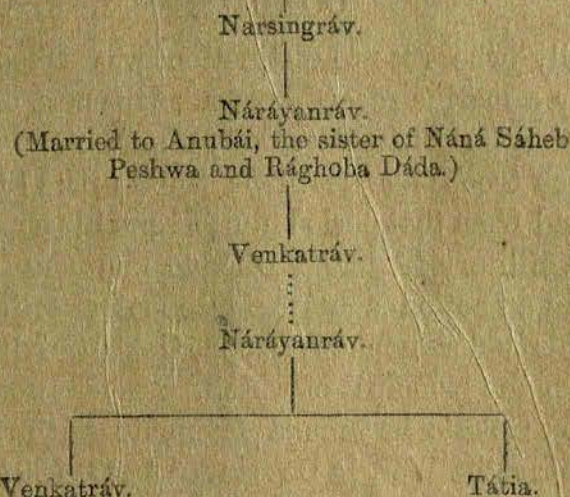 Narsingráv.
Náráyanráv.
(Married to Anubái, the sister of Náná Sáheb
Peshwa and Rághoba Dáda.)
Venkatráv.
Náráyanráv.
Venkatráv. Tátia.